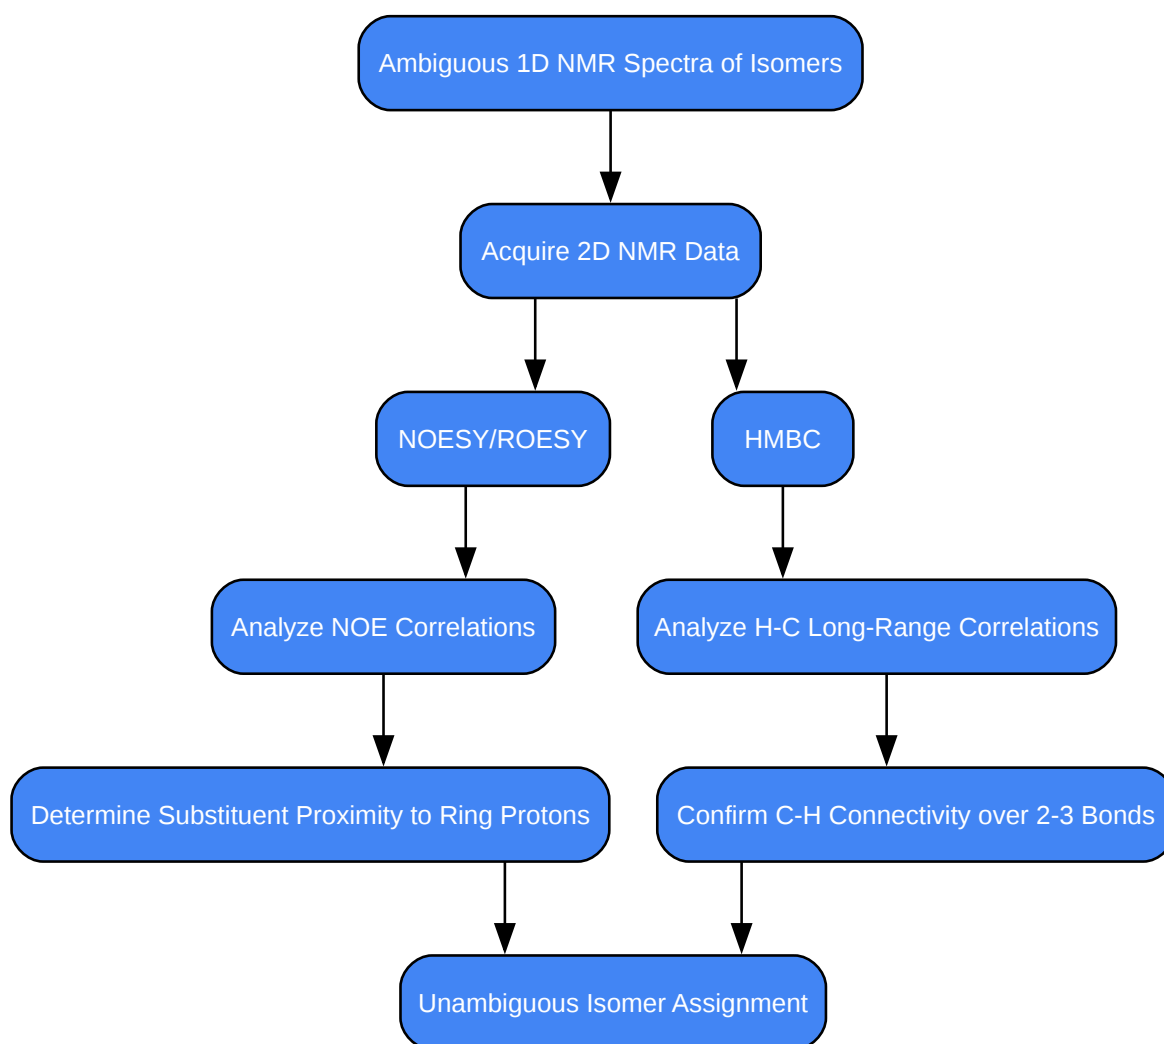 Ambiguous 1D NMR Spectra of Isomers
Acquire 2D NMR Data
NOESY/ROESY
HMBC
Analyze NOE Correlations
Analyze H-C Long-Range Correlations
Determine Substituent Proximity to Ring Protons
Confirm C-H Connectivity over 2-3 Bonds
Unambiguous Isomer Assignment